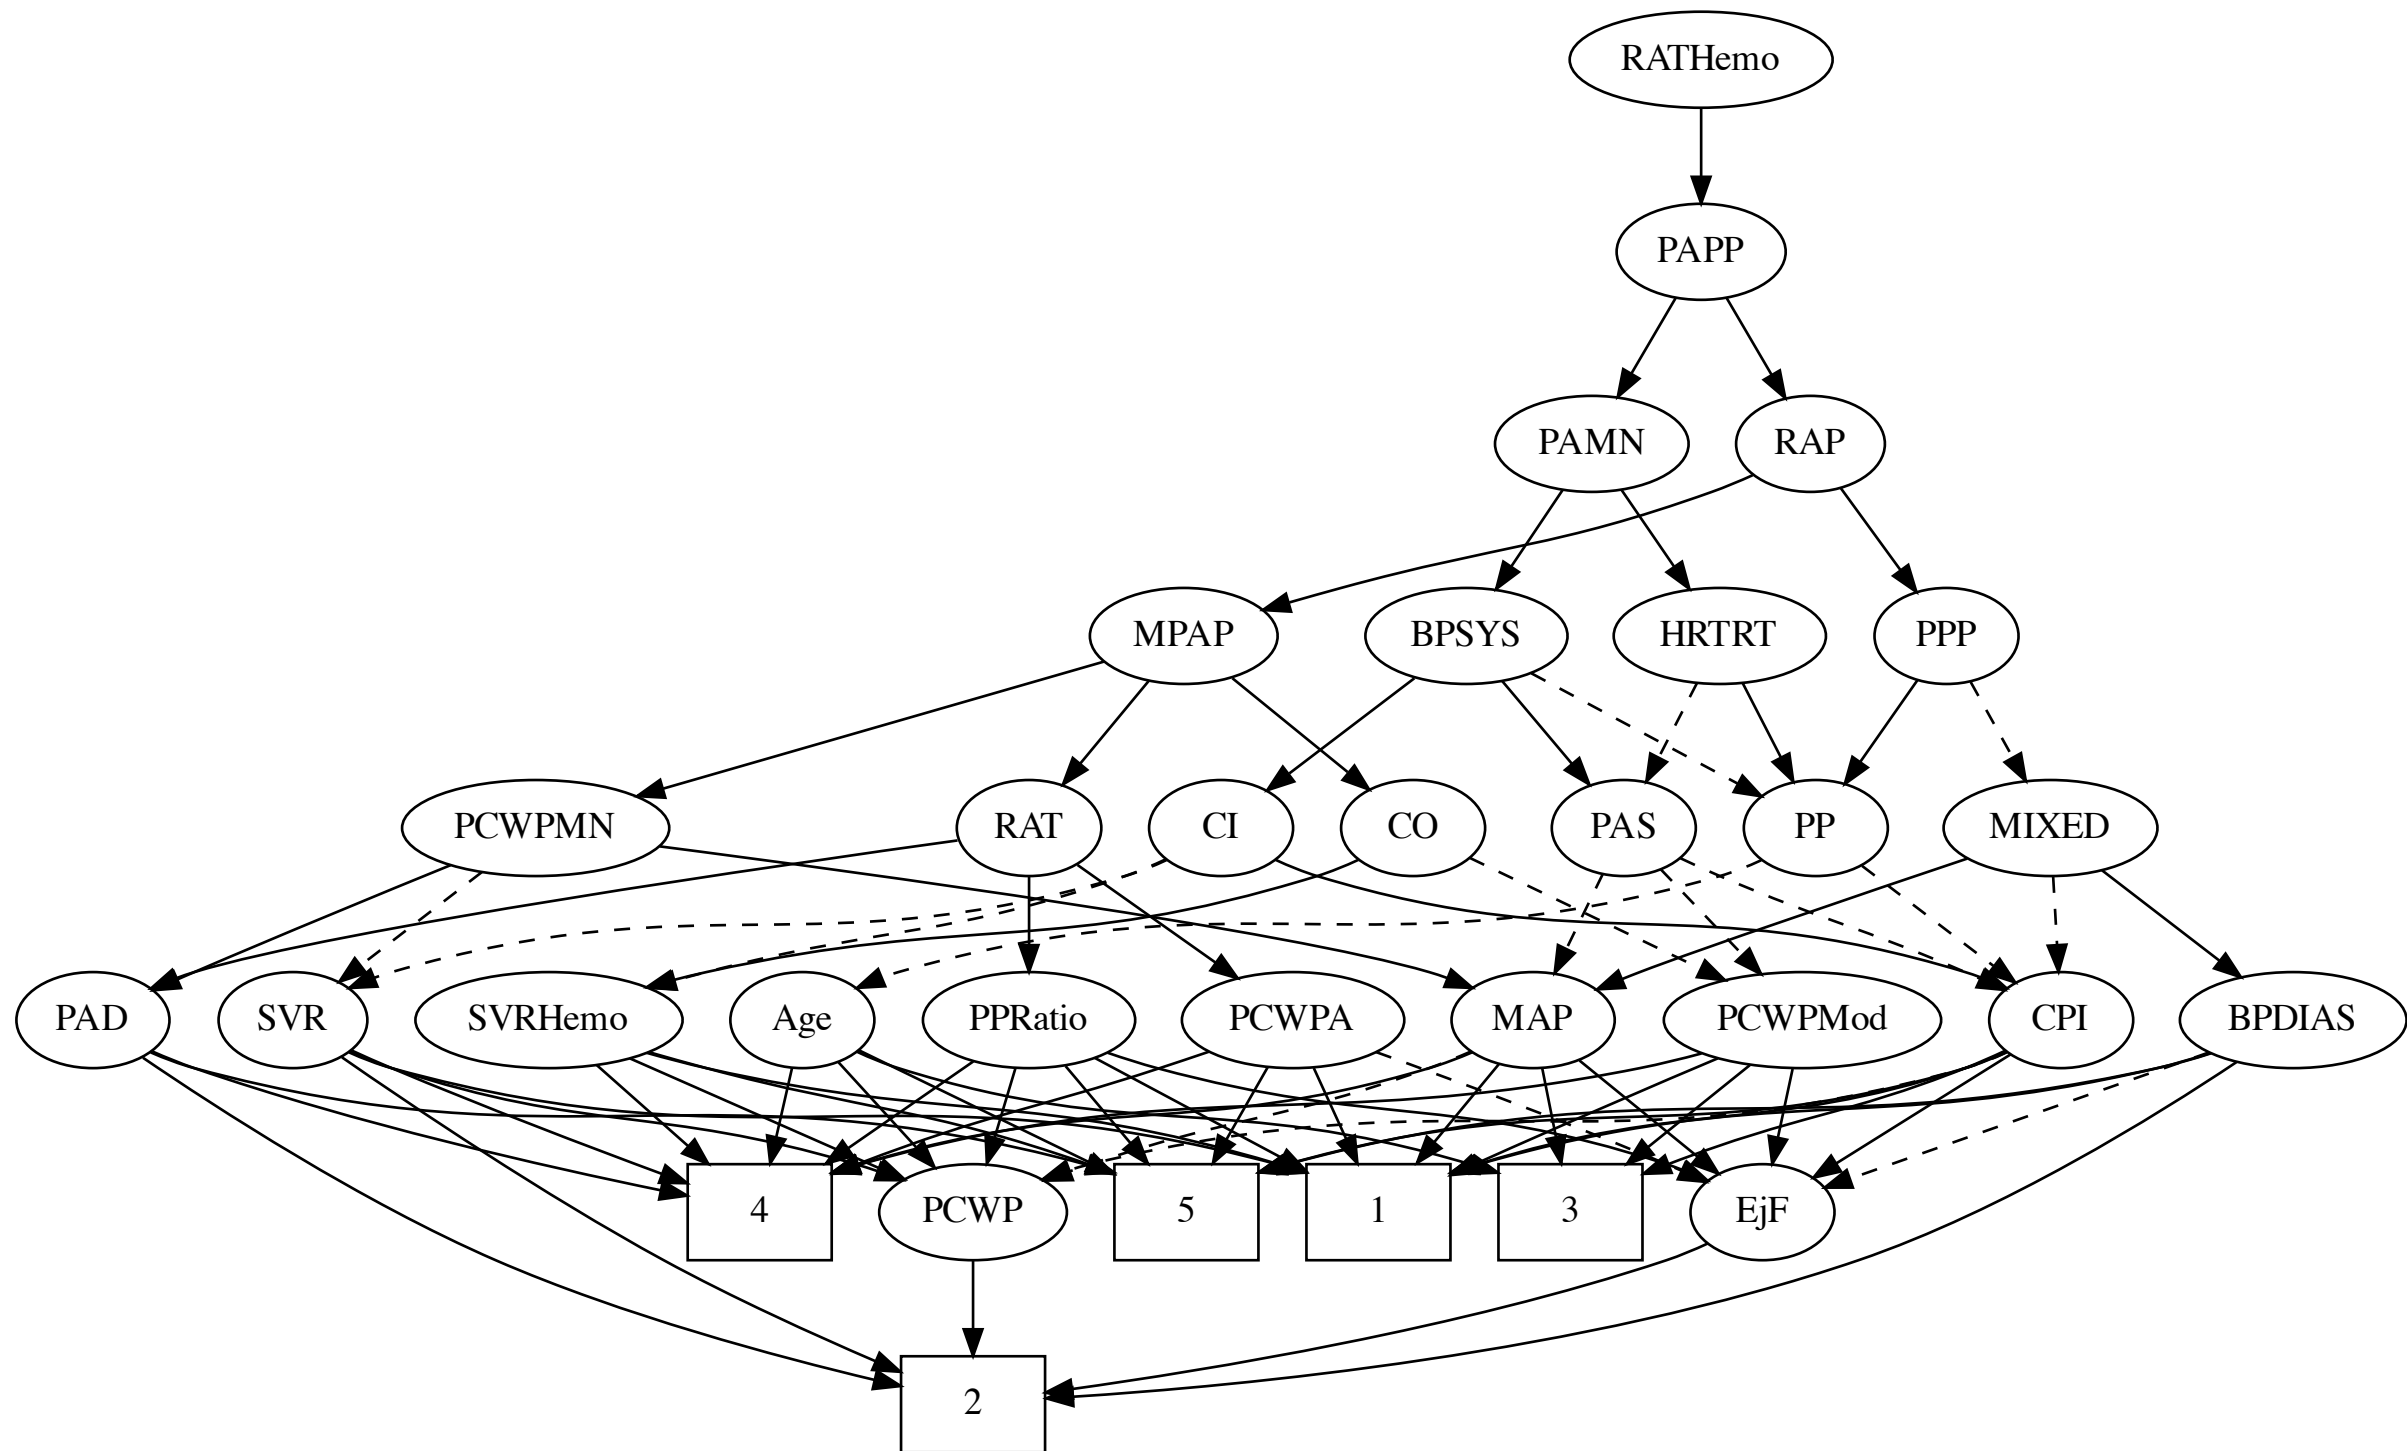 RATHemo
PAPP
PAMN
RAP
MPAP
BPSYS
HRTRT
PPP
PCWPMN
RAT
CI
CO
PAS
PP
MIXED
PAD
SVR
SVRHemo
Age
PPRatio
PCWPA
MAP
PCWPMod
CPI
BPDIAS
4
PCWP
5
1
3
EjF
2